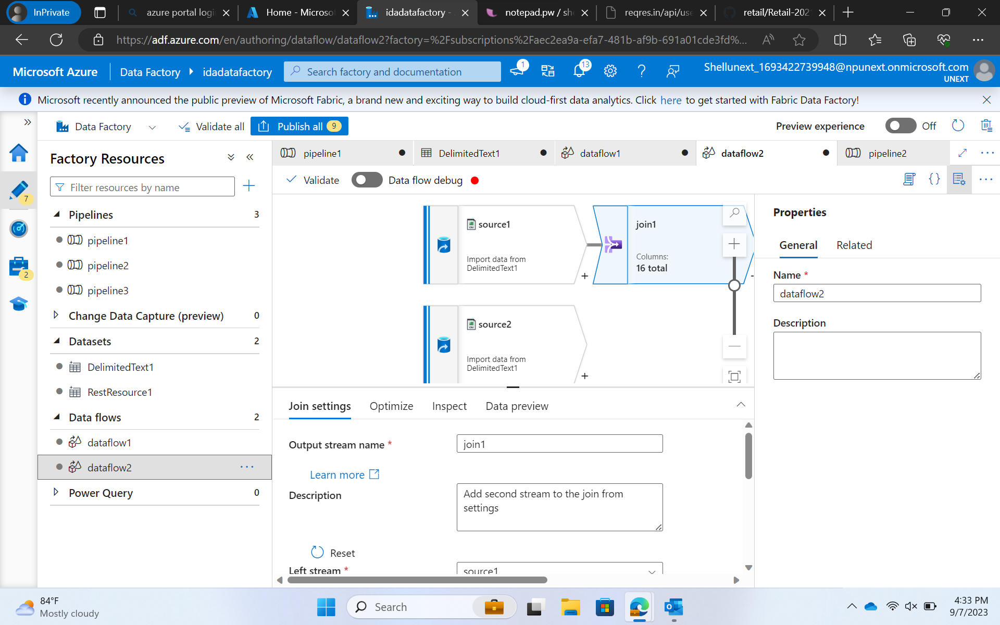 InPrivate
azure portal logi
Home - Microso
idadatafactory -
notepad.pw / sh
reqres.in/api/use
retail/Retail-202
https://adf.azure.com/en/authoring/dataflow/dataflow2?factory=%2Fsubscriptions%2Faec2ea9a-efa7-481b-af9b-691a01cde3fd%...
Microsoft Azure
Data Factory
idadatafactory
Search factory and documentation
1
13
Shellunext_1693422739948@npunext.onmicrosoft.com
UNEXT
Microsoft recently announced the public preview of Microsoft Fabric, a brand new and exciting way to build cloud-first data analytics. Click here to get started with Fabric Data Factory!
Data Factory
Validate all
Publish all 9
Preview experience
Off
Factory Resources
Filter resources by name
7
2
Pipelines 3
pipeline1
pipeline2
pipeline3
Change Data Capture (preview) 0
Datasets 2
DelimitedText1
RestResource1
Data flows 2
dataflow1
dataflow2
Power Query 0
pipeline1
DelimitedText1
dataflow1
dataflow2
pipeline2
Validate
Data flow debug
source1
Import data from
DelimitedText1
join1
Columns:
16 total
source2
Import data from
DelimitedText1
Properties
General
Related
Name *
dataflow2
Description
Join settings
Optimize
Inspect
Data preview
Output stream name *
join1
Learn more
Description
Add second stream to the join from
settings
Reset
Left stream *
source1
84°F
Mostly cloudy
Search
4:33 PM
9/7/2023